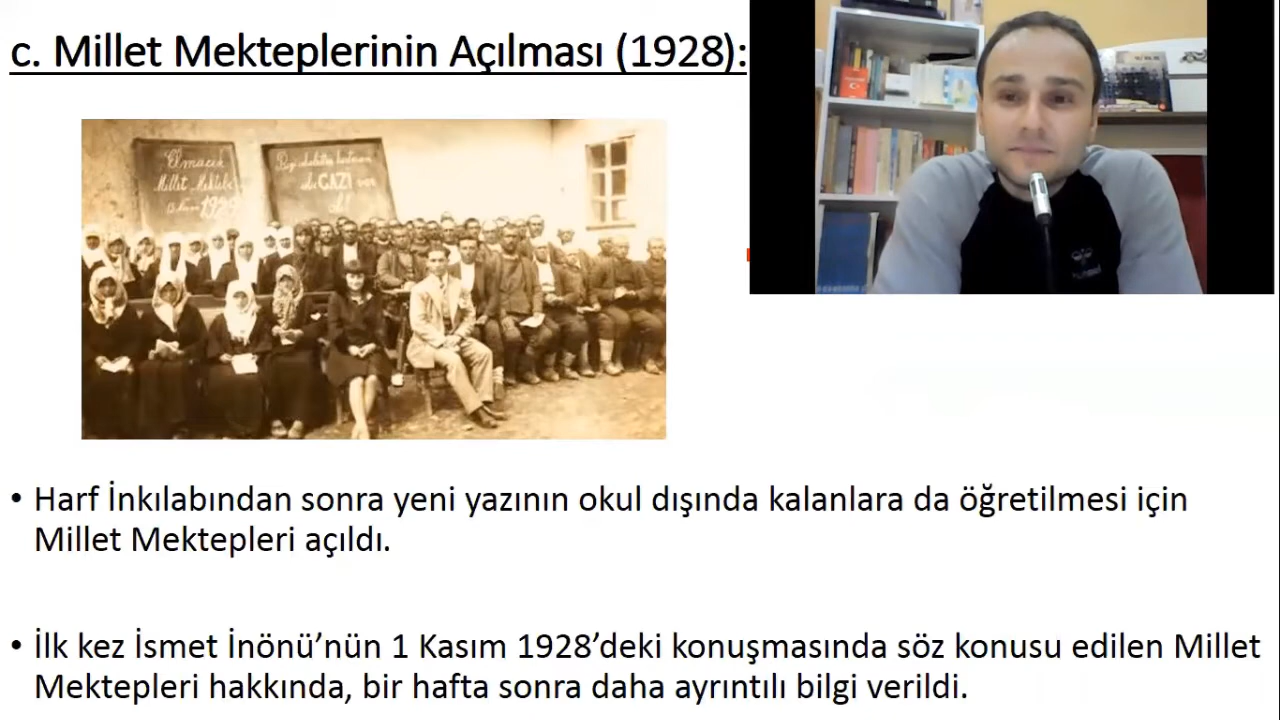 c. Millet Mekteplerinin Açılması (1928):
Elmacık
Millet Mektebi
GAZİ
Harf İnkılabından sonra yeni yazının okul dışında kalanlara da öğretilmesi için
Millet Mektepleri açıldı.
İlk kez İsmet İnönü’nün 1 Kasım 1928’deki konuşmasında söz konusu edilen Millet
Mektepleri hakkında, bir hafta sonra daha ayrıntılı bilgi verildi.